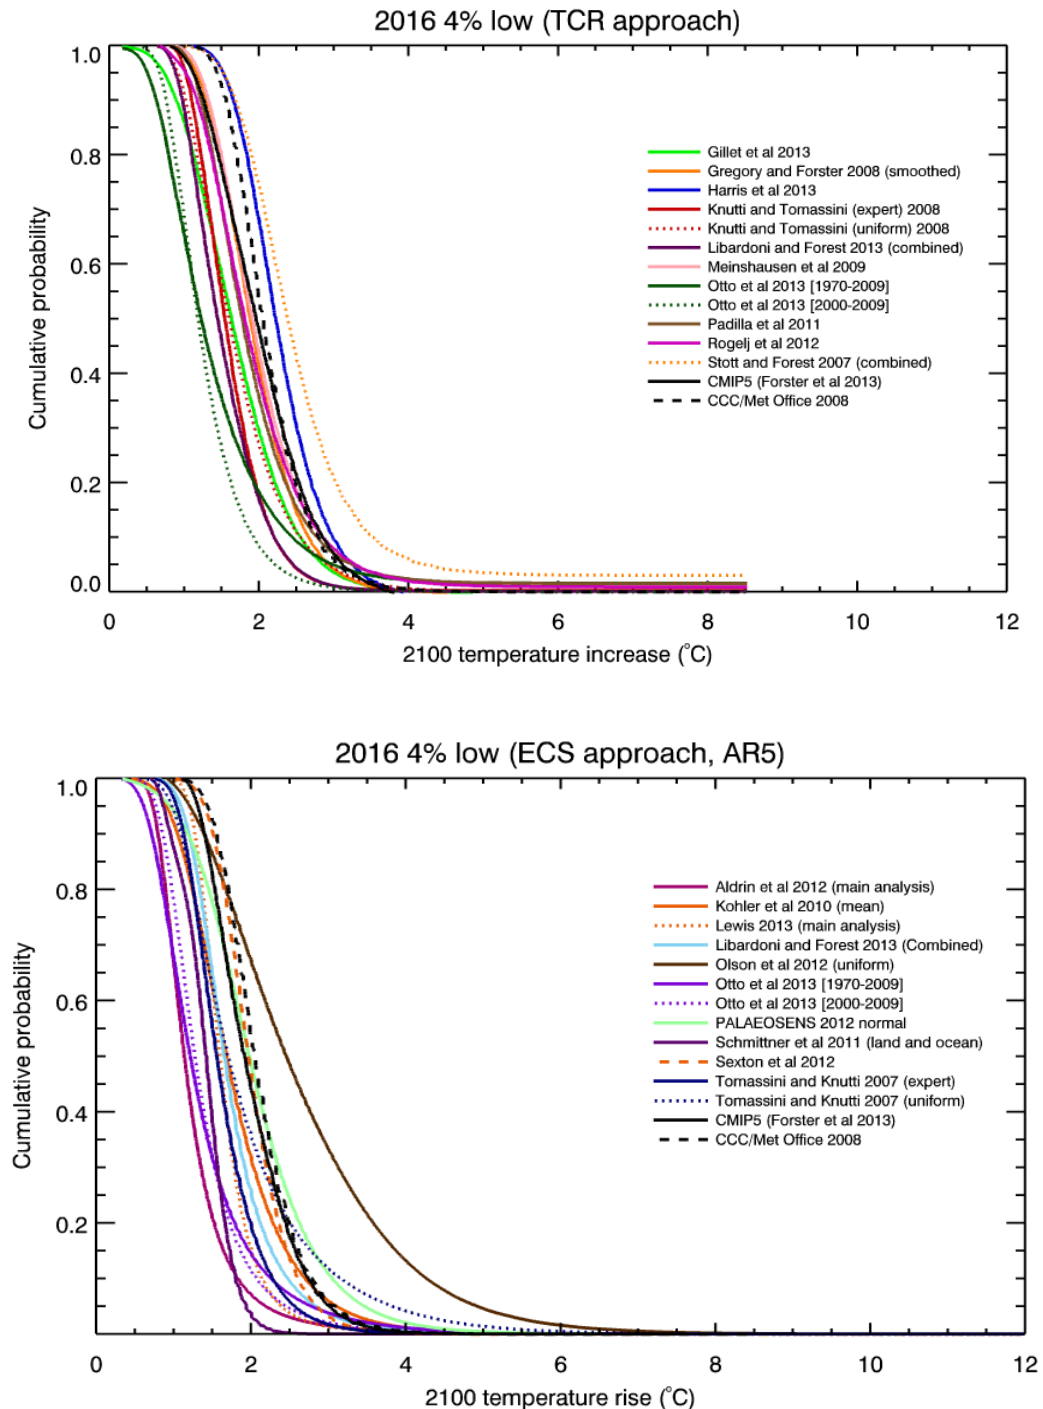 2016 4% low (TCR approach)
1.0
0.8
0.6
0.4
0.2
0.0
Cumulative probability
Gillet et al 2013
Gregory and Forster 2008 (smoothed)
Harris et al 2013
Knutti and Tomassini (expert) 2008
Knutti and Tomassini (uniform) 2008
Libardoni and Forest 2013 (combined)
Meinshausen et al 2009
Otto et al 2013 [1970-2009]
Otto et al 2013 [2000-2009]
Padilla et al 2011
Rogelj et al 2012
Stott and Forest 2007 (combined)
CMIP5 (Forster et al 2013)
CCC/Met Office 2008
0 2 4 6 8 10 12
2100 temperature increase (°C)
2016 4% low (ECS approach, AR5)
1.0
0.8
0.6
0.4
0.2
Cumulative probability
Aldrin et al 2012 (main analysis)
Kohler et al 2010 (mean)
Lewis 2013 (main analysis)
Libardoni and Forest 2013 (Combined)
Olson et al 2012 (uniform)
Otto et al 2013 [1970-2009]
Otto et al 2013 [2000-2009]
PALAEOSENS 2012 normal
Schmittner et al 2011 (land and ocean)
Sexton et al 2012
Tomassini and Knutti 2007 (expert)
Tomassini and Knutti 2007 (uniform)
CMIP5 (Forster et al 2013)
CCC/Met Office 2008
0 2 4 6 8 10 12
2100 temperature rise (°C)